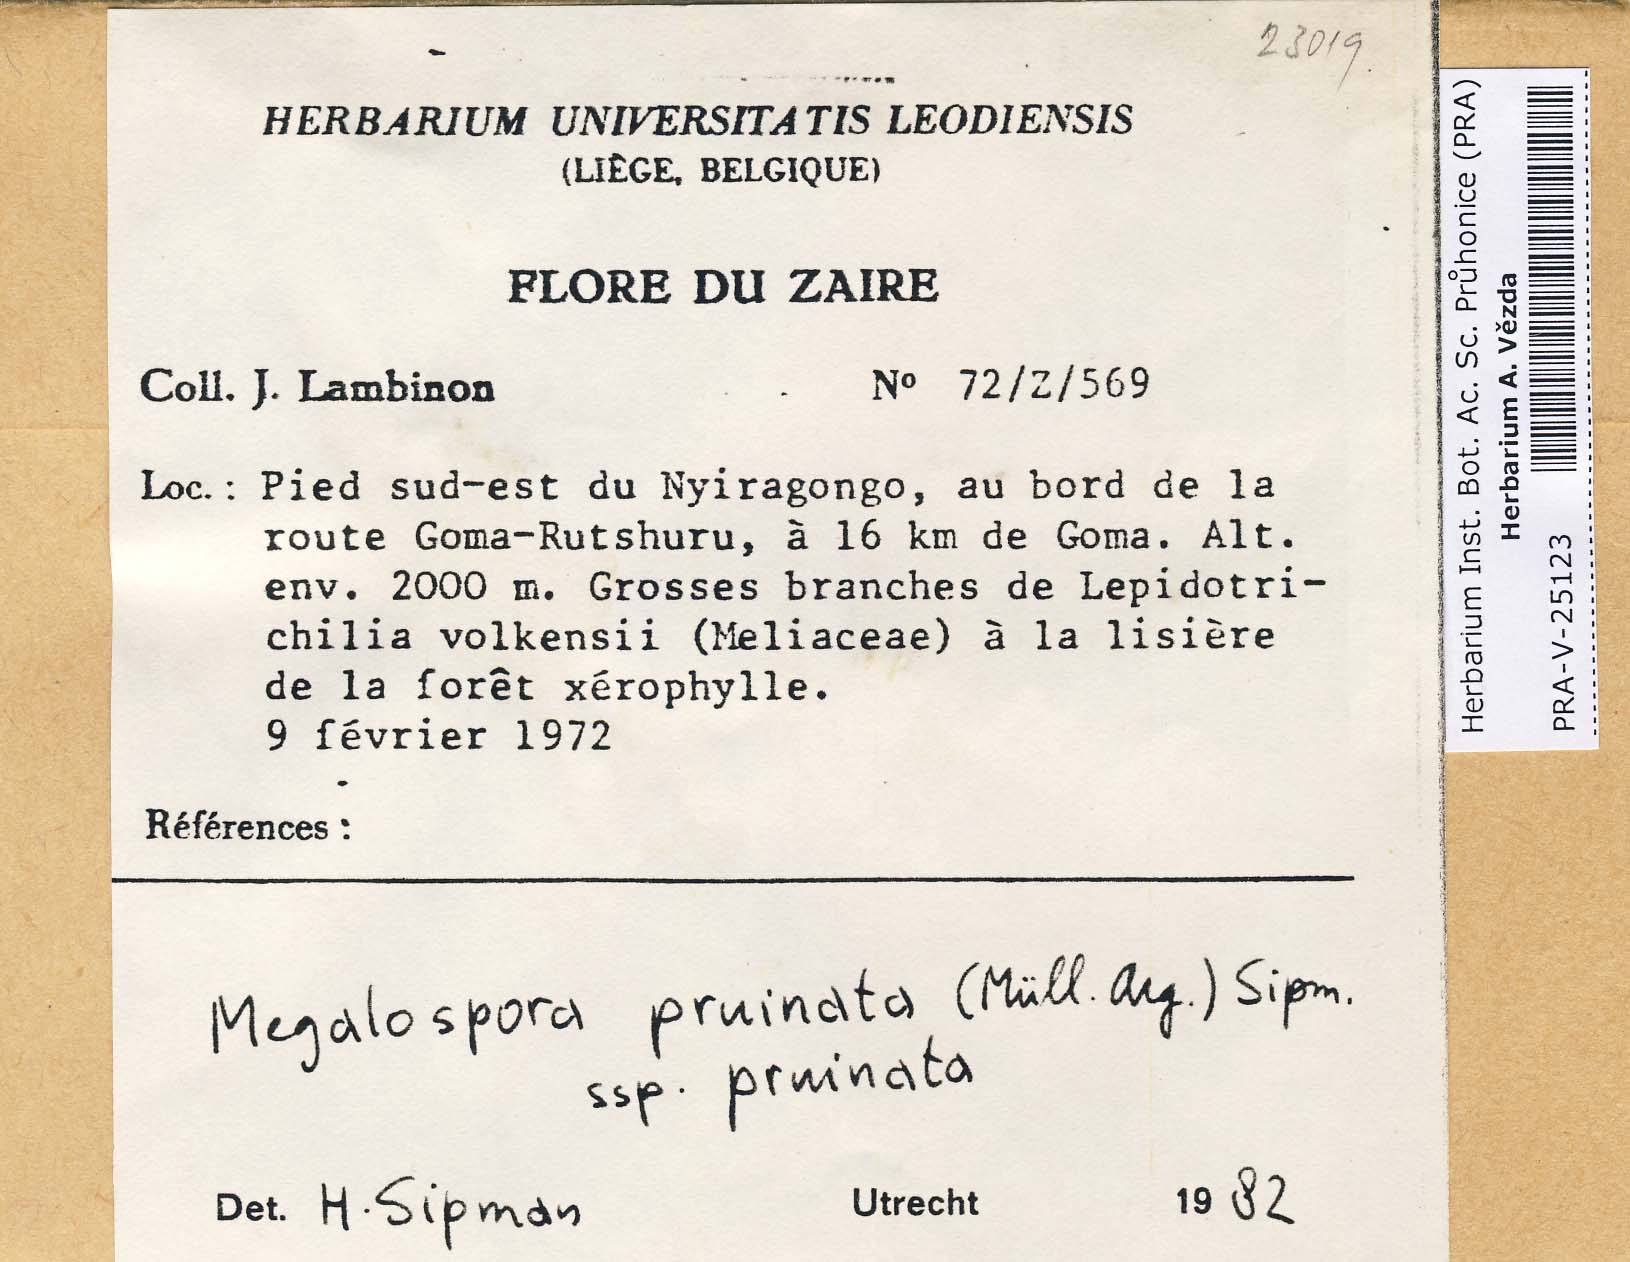 23019
HERBARIUM UNIVERSITATIS LEODIENSIS
(LIÈGE, BELGIQUE)
FLORE DU ZAIRE
Coll. J. Lambinon Nº 72/Z/569
Loc. : Pied sud-est du Nyiragongo, au bord de la
route Goma-Rutshuru, à 16 km de Goma. Alt.
env. 2000 m. Grosses branches de Lepidotri-
chilia volkensii (Meliaceae) à la lisière
de la forêt xérophylle.
9 février 1972
Références :
Megalospora pruinata (Müll. Arg.) Sipm.
ssp. pruinata
Det. H. Sipman Utrecht 1982
Herbarium Inst. Bot. Ac. Sc. Průhonice (PRA)
Herbarium A. Vězda
PRA-V-25123